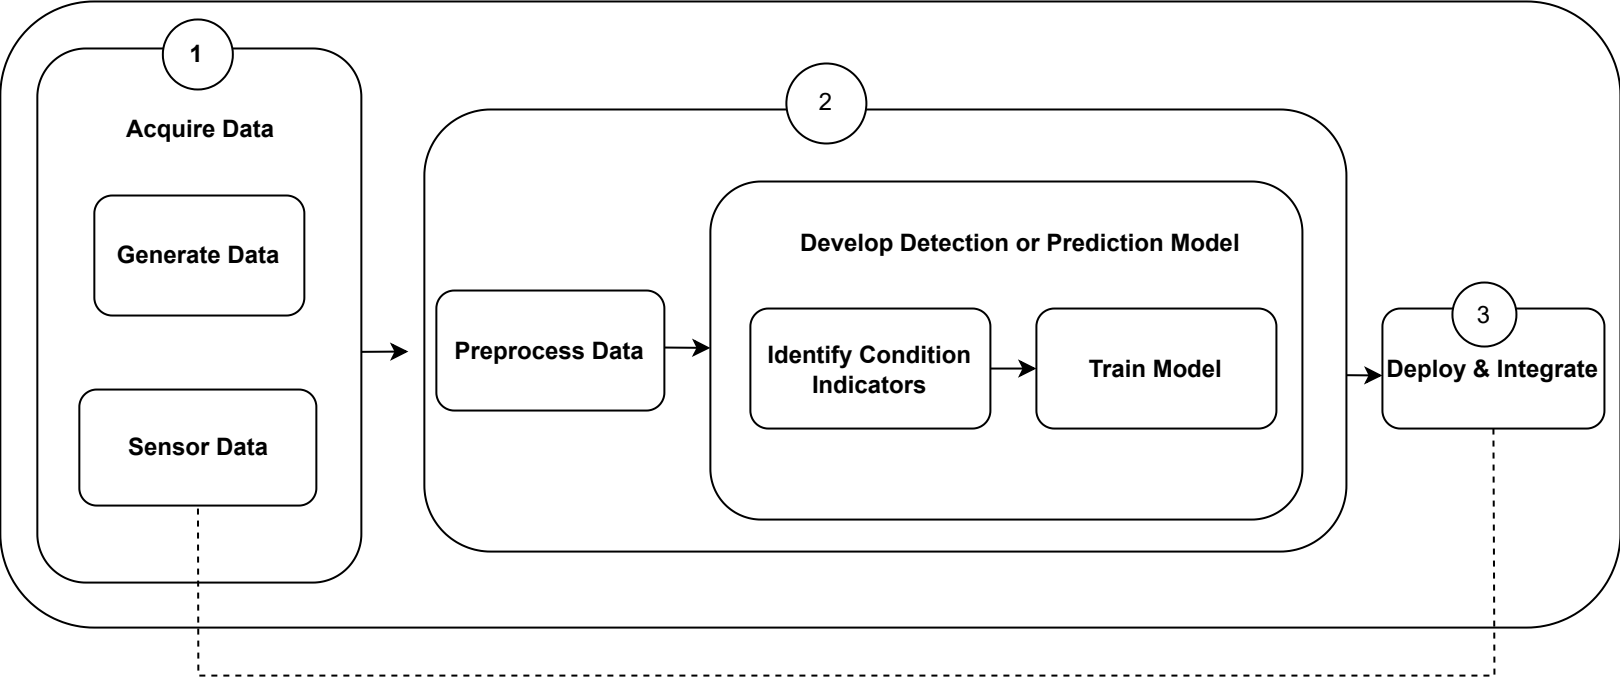 1
Acquire Data
Generate Data
Sensor Data
2
Preprocess Data
Develop Detection or Prediction Model
Identify Condition
Indicators
Train Model
3
Deploy & Integrate